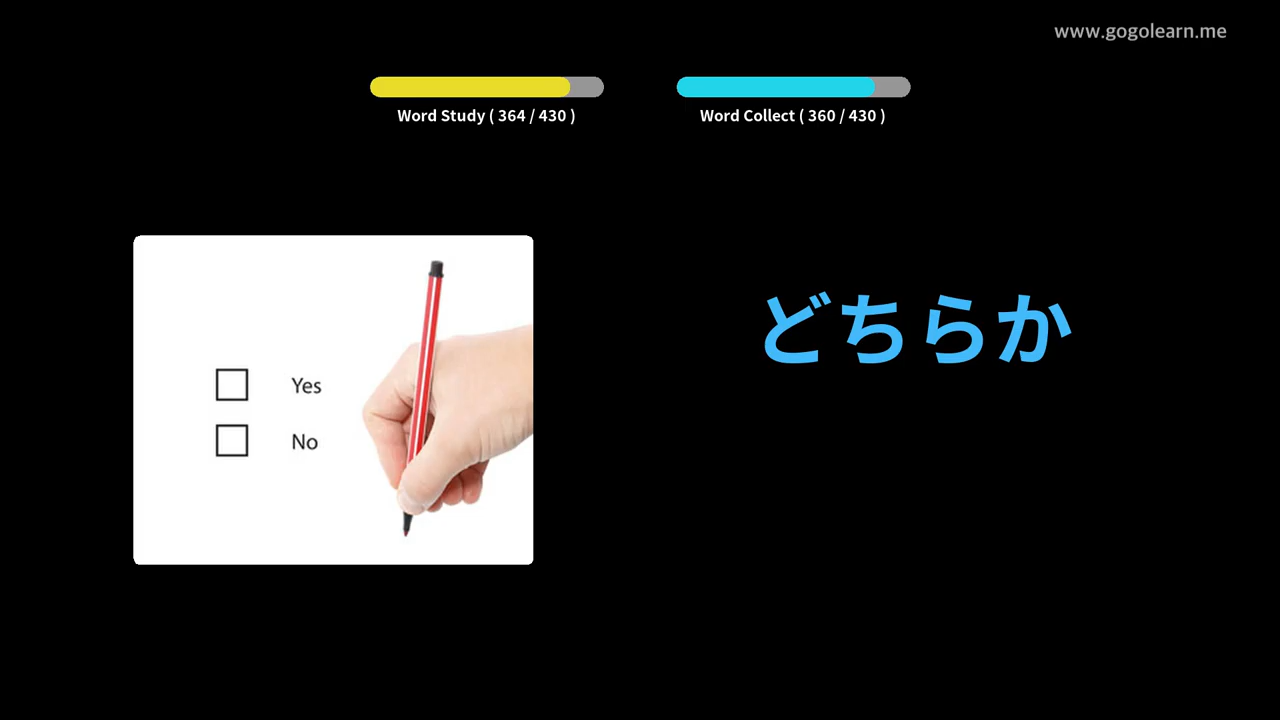 www.gogolearn.me
Word Study ( 364 / 430 )
Word Collect ( 360 / 430 )
Yes
No
どちらか